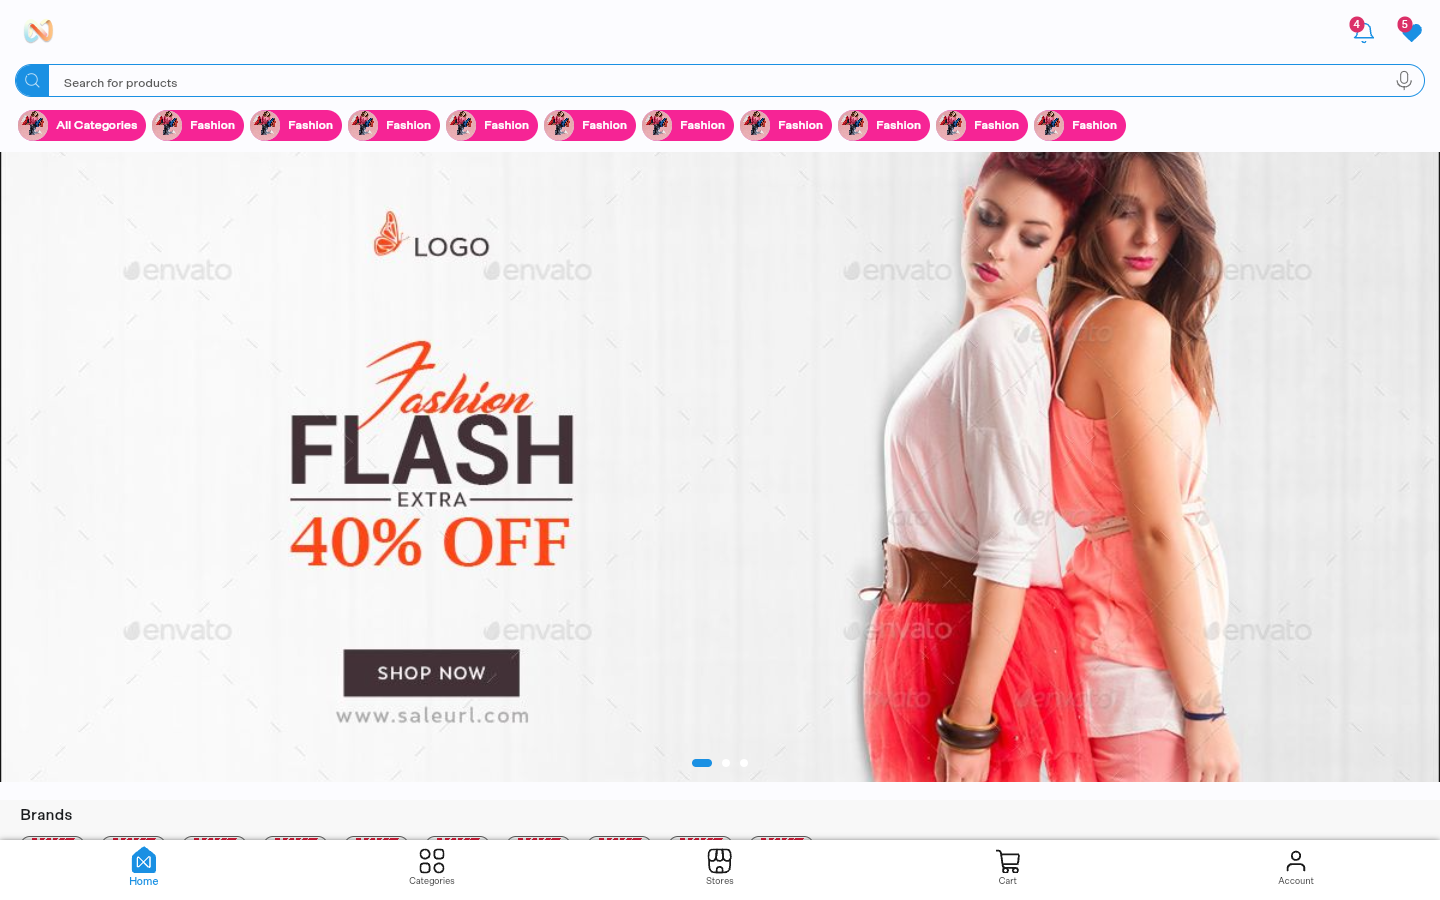 4
5
Search for products
All Categories
Fashion
Fashion
Fashion
Fashion
Fashion
Fashion
Fashion
Fashion
Fashion
Fashion
LOGO
envato
envato
envato
envato
envato
Fashion
FLASH
EXTRA
40% OFF
envato
envato
envato
envato
SHOP NOW
www.saleurl.com
Brands
Home
Categories
Stores
Cart
Account